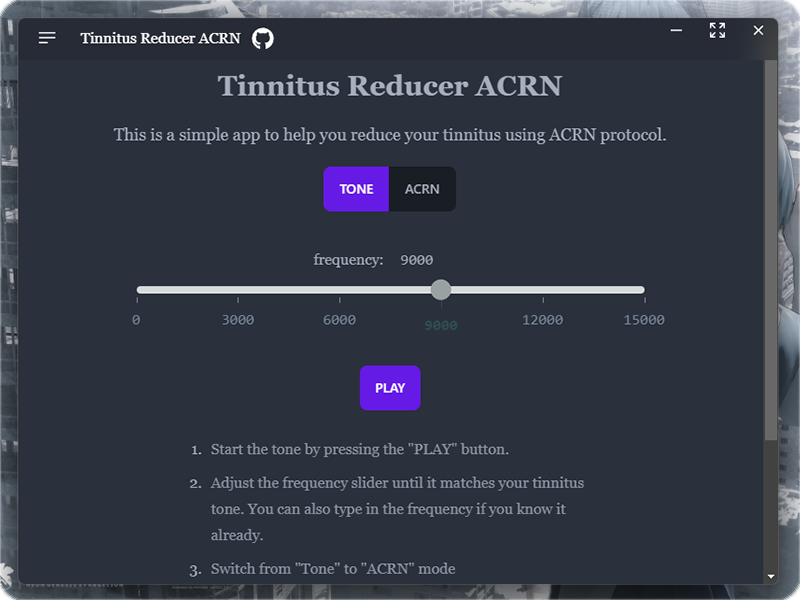 Tinnitus Reducer ACRN
Tinnitus Reducer ACRN
This is a simple app to help you reduce your tinnitus using ACRN protocol.
TONE ACRN
frequency: 9000
0 3000 6000 9000 12000 15000
PLAY
1. Start the tone by pressing the "PLAY" button.
2. Adjust the frequency slider until it matches your tinnitus
tone. You can also type in the frequency if you know it
already.
3. Switch from "Tone" to "ACRN" mode